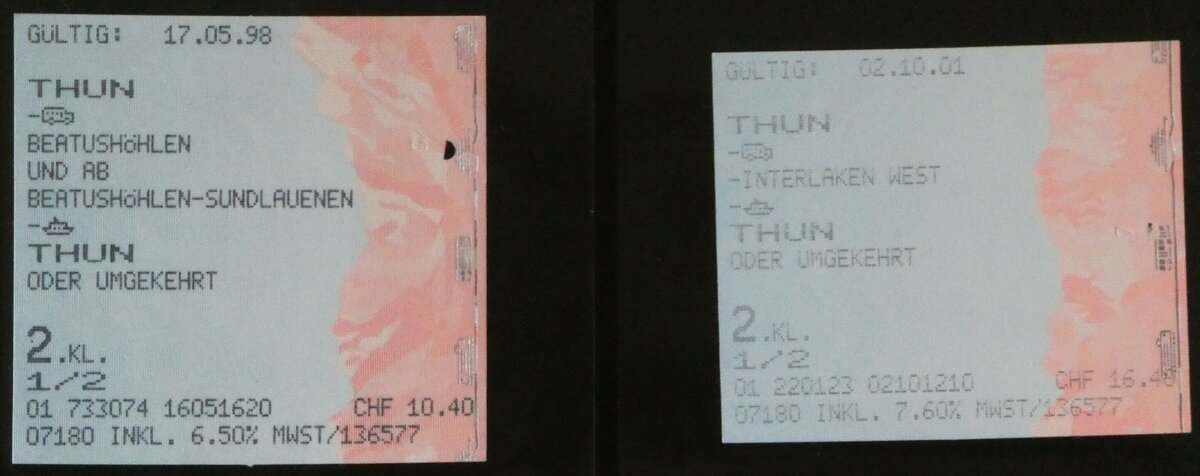 GÜLTIG: 17.05.98
THUN
-
BEATUSHöHLEN
UND AB
BEATUSHöHLEN-SUNDLAUENEN
-
THUN
ODER UMGEKEHRT
2.KL.
1/2
01 733074 16051620 CHF 10.40
07180 INKL. 6.50% MWST/136577
GÜLTIG: 02.10.01
THUN
-
-INTERLAKEN WEST
-
THUN
ODER UMGEKEHRT
2.KL.
1/2
01 220123 02101210 CHF 16.40
07180 INKL. 7.60% MWST/136577